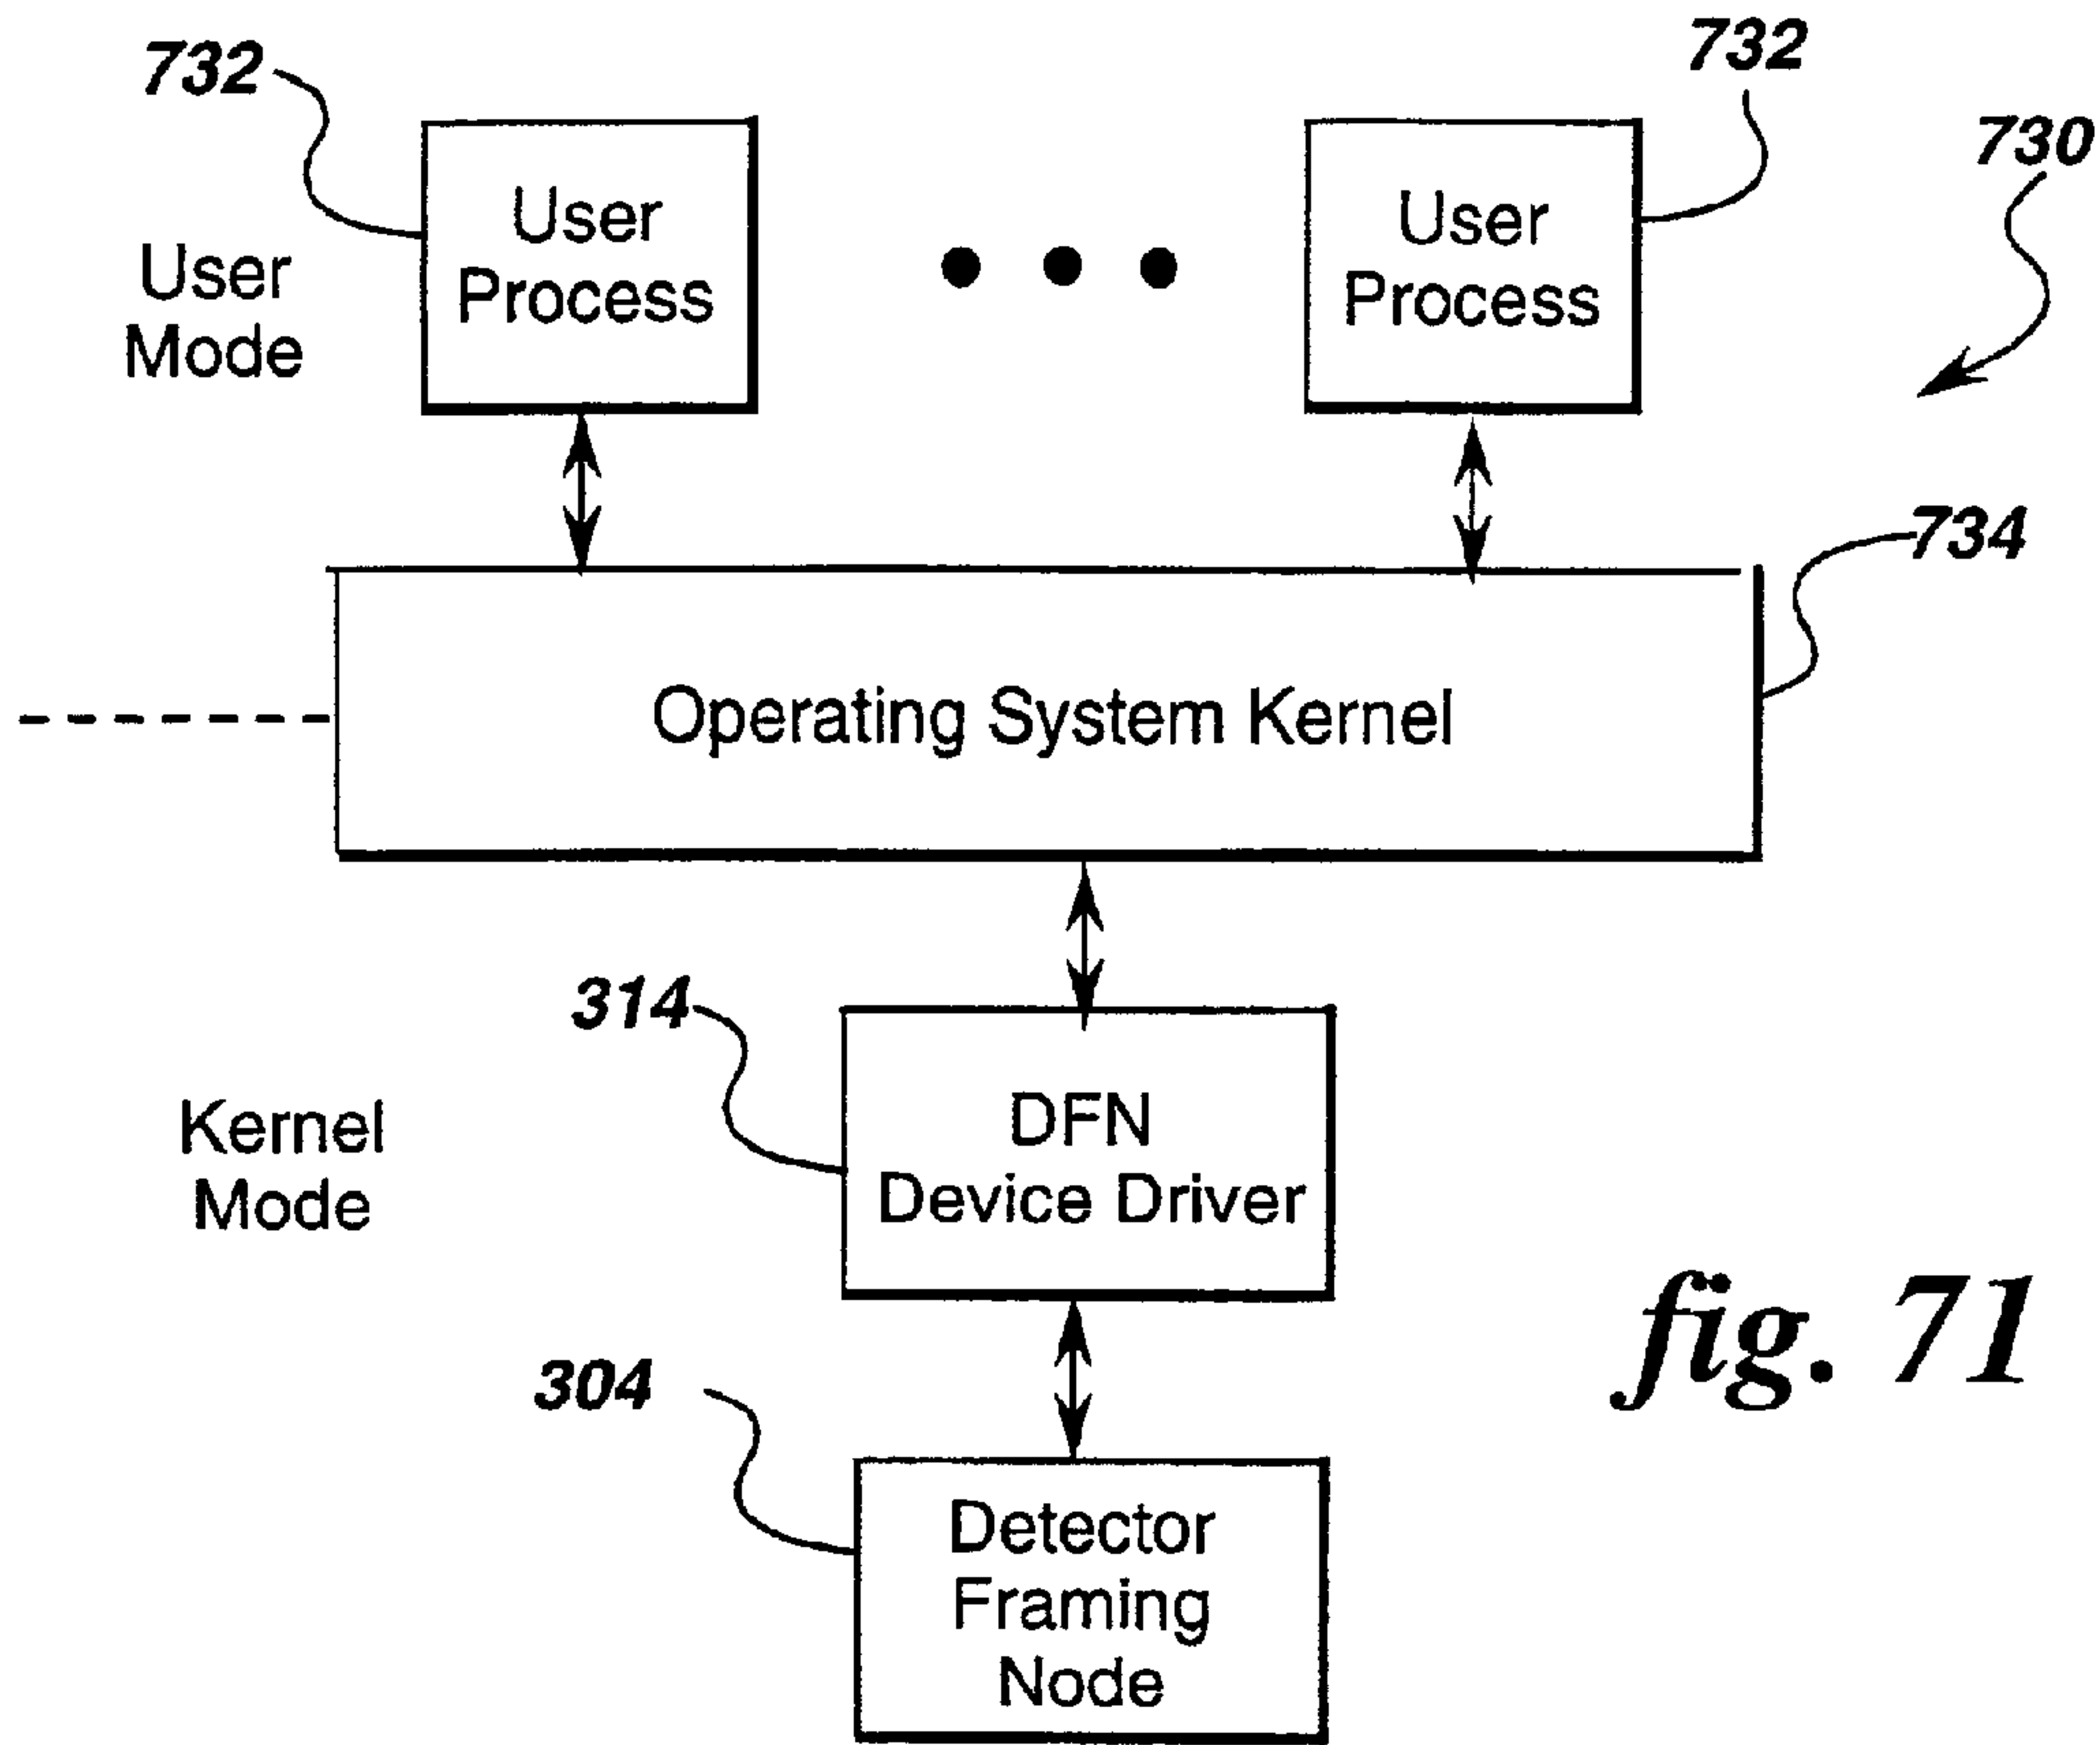 732
732
730
User
Process
User
Process
User
Mode
734
Operating System Kernel
314
DFN
Device Driver
Kernel
Mode
fig. 71
304
Detector
Framing
Node